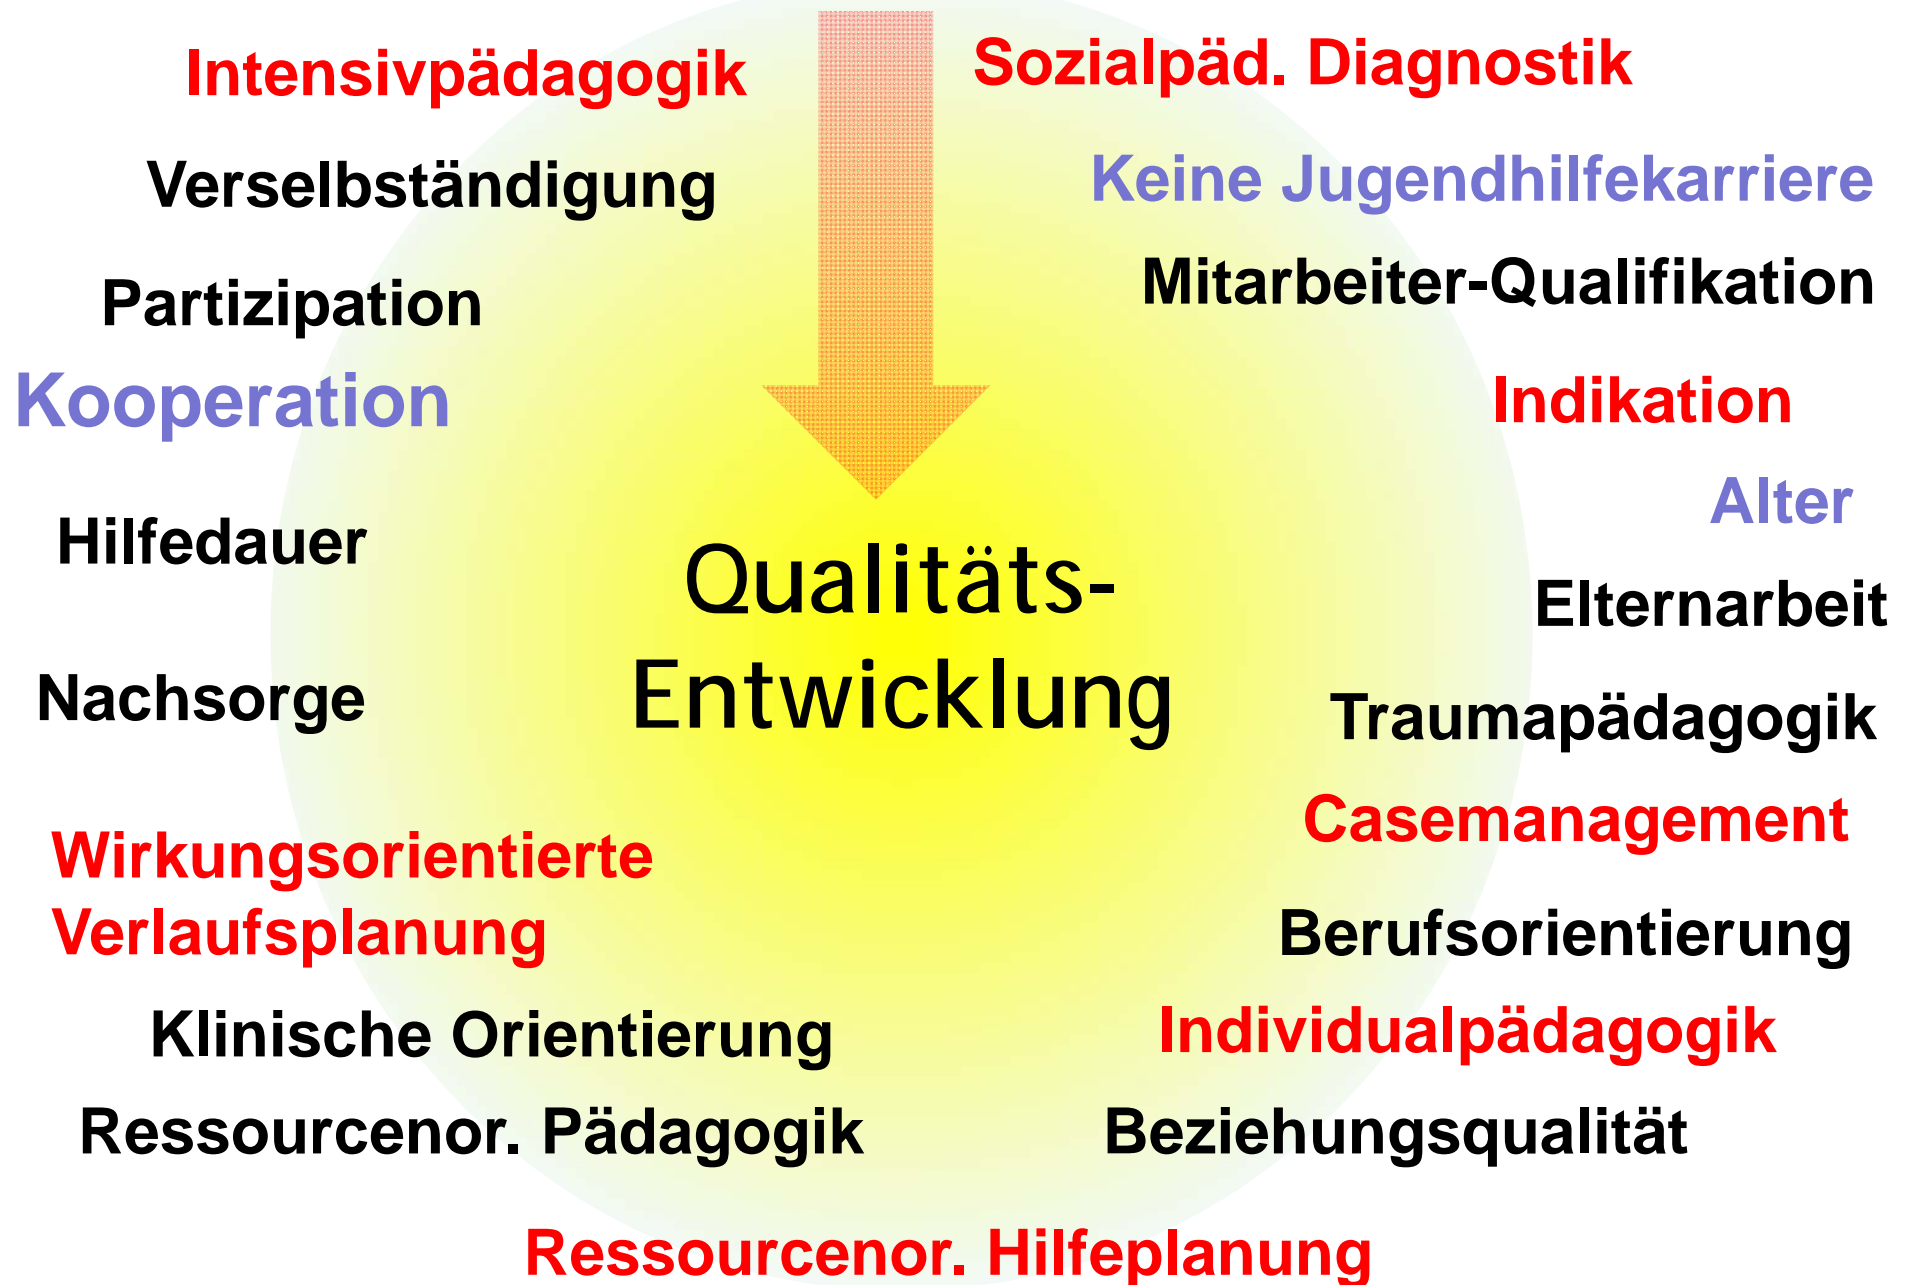 Intensivpädagogik
Sozialpäd. Diagnostik
Verselbständigung
Keine Jugendhilfekarriere
Partizipation
Mitarbeiter-Qualifikation
Kooperation
Indikation
Alter
Hilfedauer
Qualitäts-
Entwicklung
Elternarbeit
Nachsorge
Traumapädagogik
Casemanagement
Wirkungsorientierte
Verlaufsplanung
Berufsorientierung
Klinische Orientierung
Individualpädagogik
Ressourcenor. Pädagogik
Beziehungsqualität
Ressourcenor. Hilfeplanung